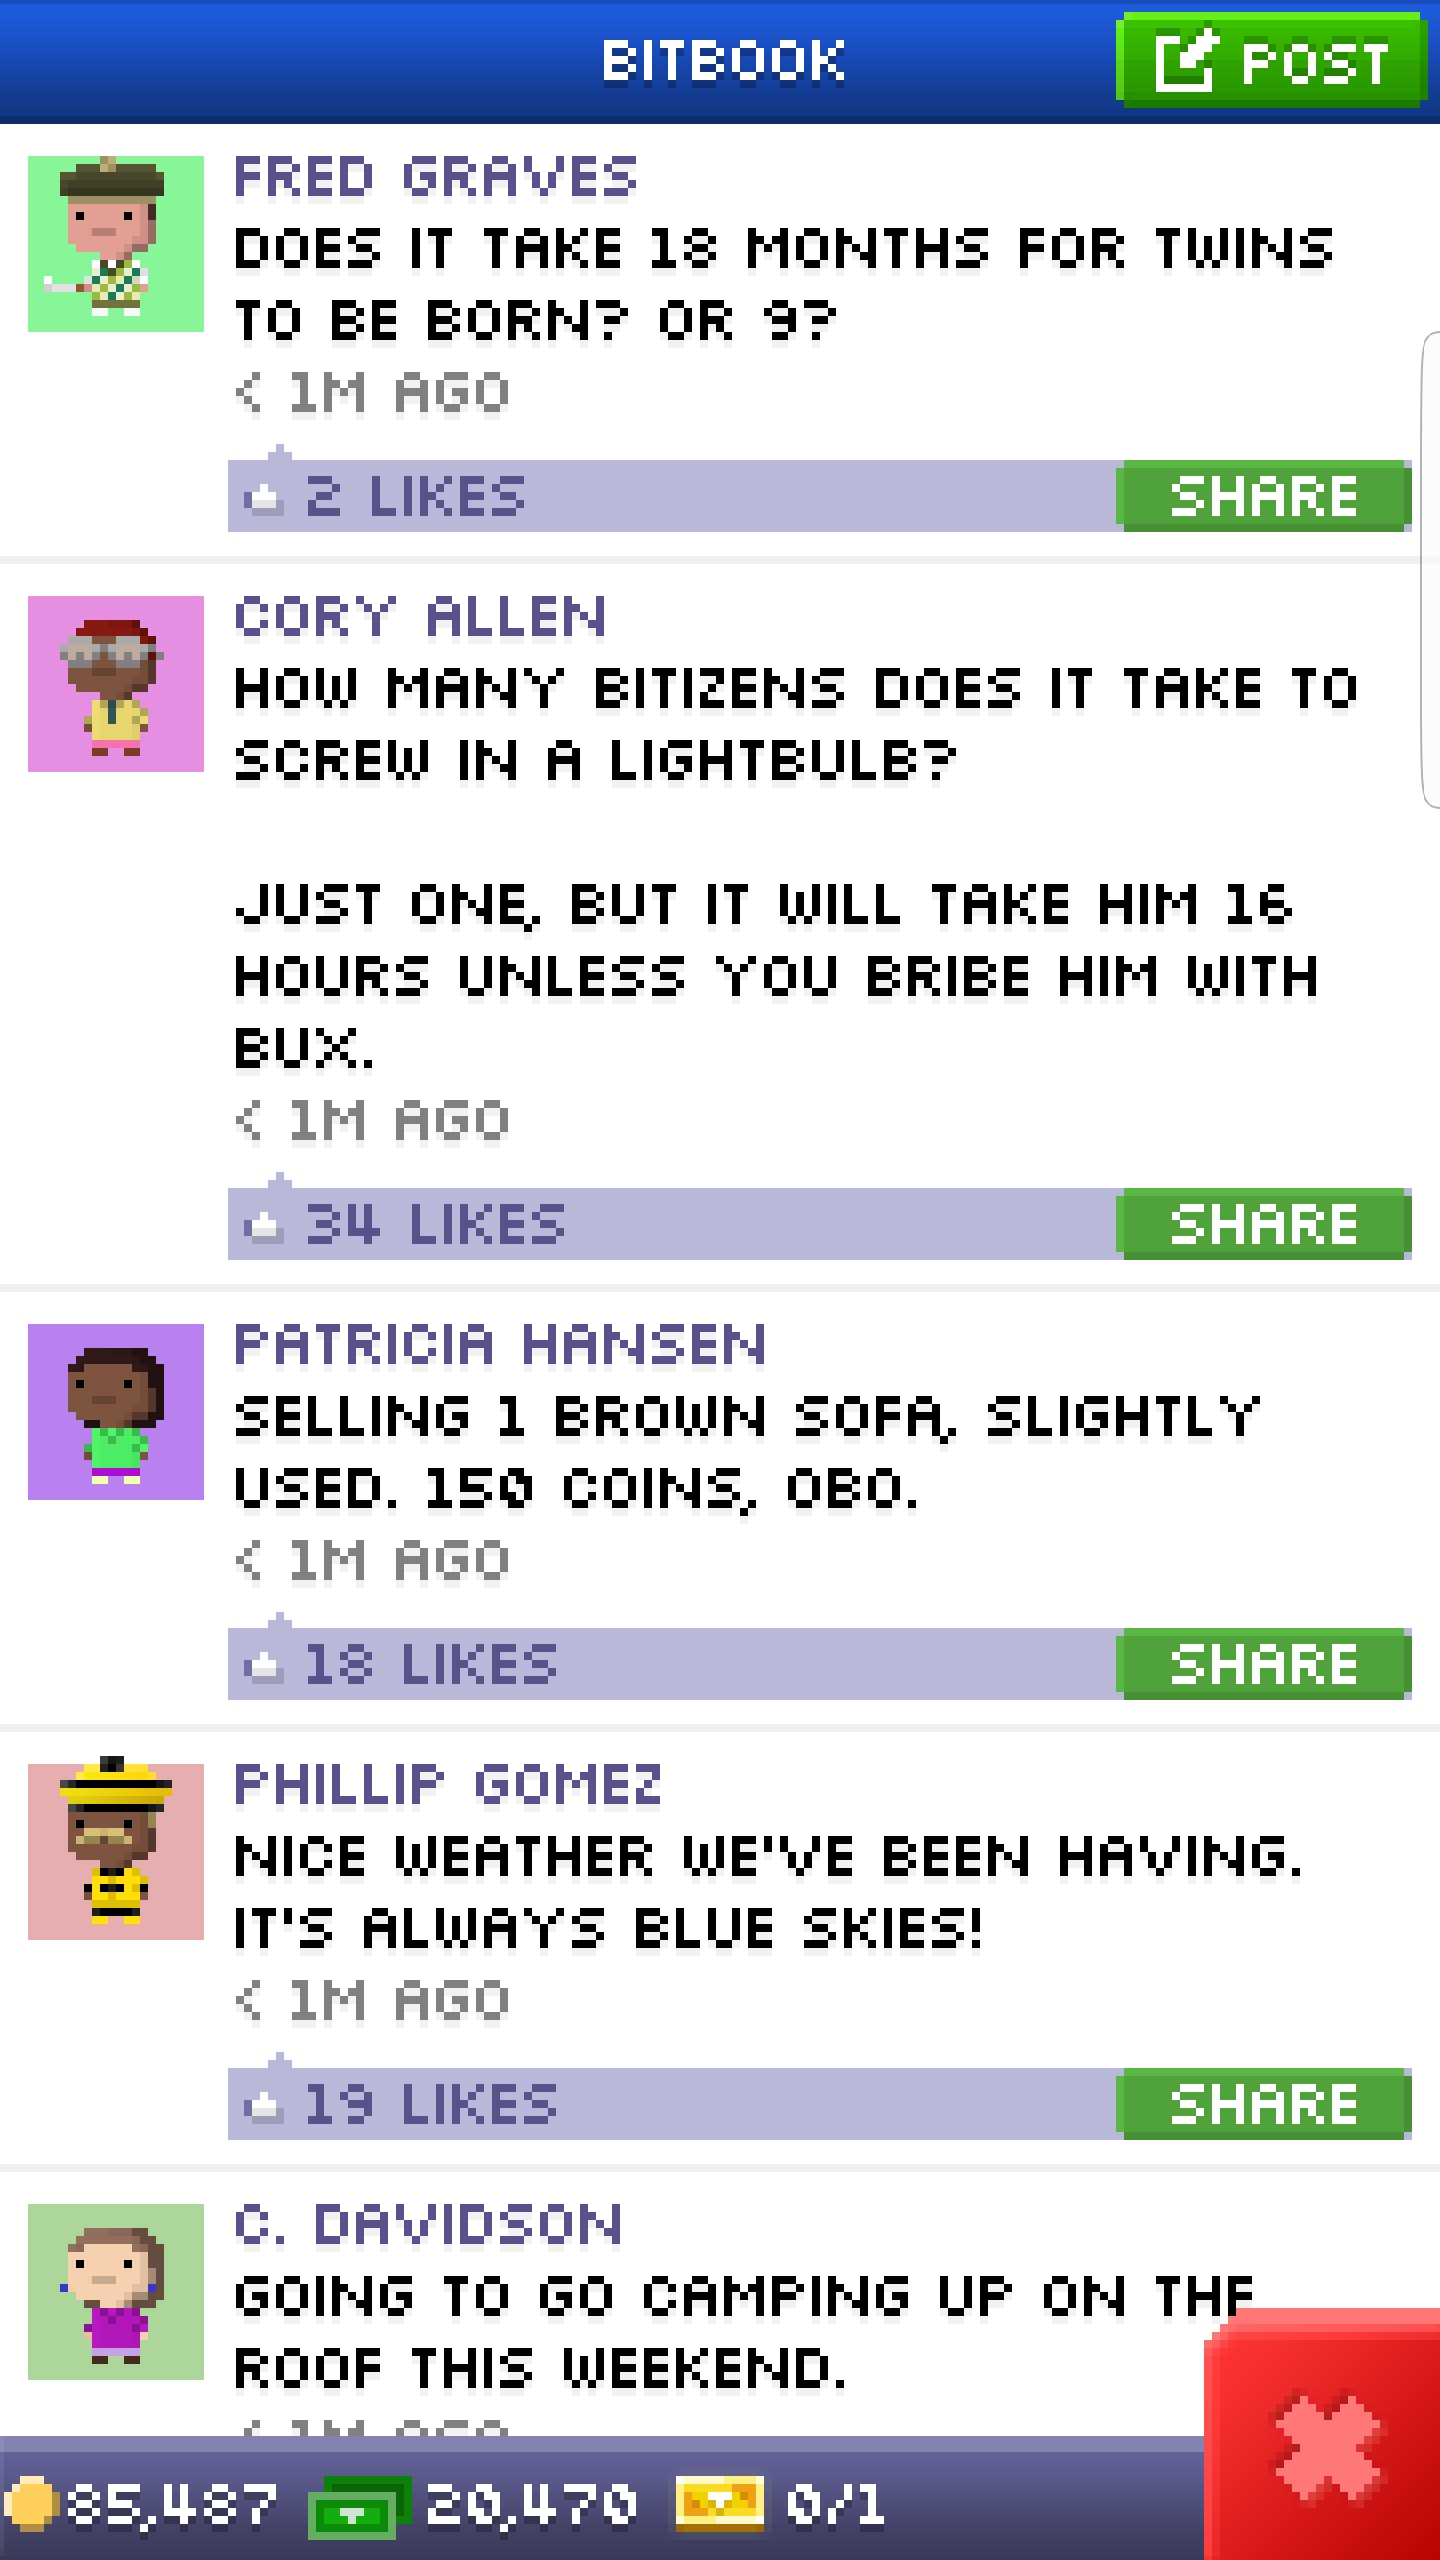 BITBOOK
POST
FRED GRAVES
DOES IT TAKE 18 MONTHS FOR TWINS
TO BE BORN? OR 9?
< 1M AGO
2 LIKES
SHARE
CORY ALLEN
HOW MANY BITIZENS DOES IT TAKE TO
SCREW IN A LIGHTBULB?
JUST ONE, BUT IT WILL TAKE HIM 16
HOURS UNLESS YOU BRIBE HIM WITH
BUX.
< 1M AGO
34 LIKES
SHARE
PATRICIA HANSEN
SELLING 1 BROWN SOFA, SLIGHTLY
USED. 150 COINS, OBO.
< 1M AGO
18 LIKES
SHARE
PHILLIP GOMEZ
NICE WEATHER WE'VE BEEN HAVING.
IT'S ALWAYS BLUE SKIES!
< 1M AGO
19 LIKES
SHARE
C. DAVIDSON
GOING TO GO CAMPING UP ON THE
ROOF THIS WEEKEND.
< 1M AGO
85,487
20,470
0/1